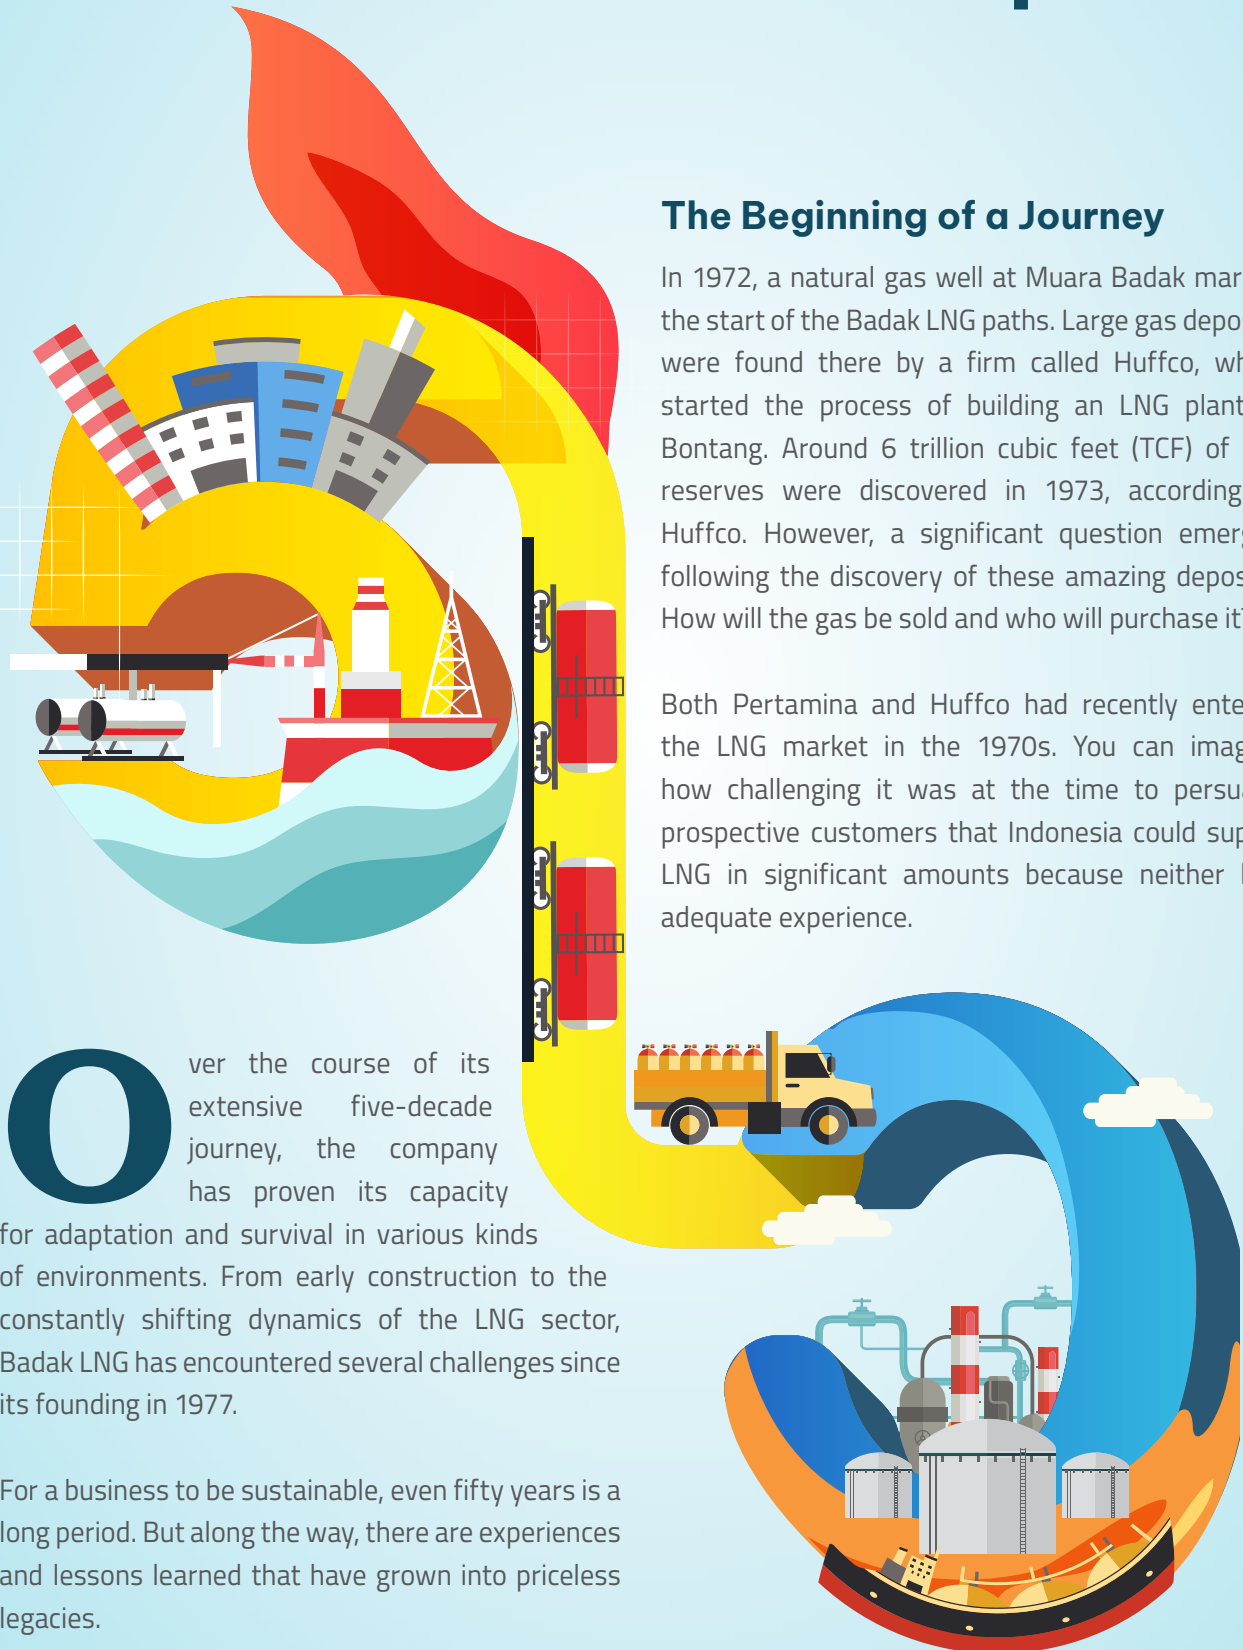 The Beginning of a Journey
In 1972, a natural gas well at Muara Badak mar
the start of the Badak LNG paths. Large gas depo
were found there by a firm called Huffco, wh
started the process of building an LNG plant
Bontang. Around 6 trillion cubic feet (TCF) of
reserves were discovered in 1973, according
Huffco. However, a significant question emerg
following the discovery of these amazing depos
How will the gas be sold and who will purchase it?
Both Pertamina and Huffco had recently ente
the LNG market in the 1970s. You can imag
how challenging it was at the time to persua
prospective customers that Indonesia could sup
LNG in significant amounts because neither
adequate experience.
Over the course of its
extensive five-decade
journey, the company
has proven its capacity
for adaptation and survival in various kinds
of environments. From early construction to the
constantly shifting dynamics of the LNG sector,
Badak LNG has encountered several challenges since
its founding in 1977.
For a business to be sustainable, even fifty years is a
long period. But along the way, there are experiences
and lessons learned that have grown into priceless
legacies.